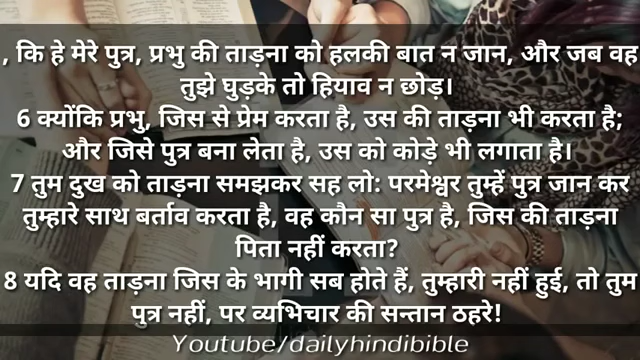 , कि हे मेरे पुत्र, प्रभु की ताड़ना को हलकी बात न जान, और जब वह
तुझे घुड़के तो हियाव न छोड़।
6 क्योंकि प्रभु, जिस से प्रेम करता है, उस की ताड़ना भी करता है;
और जिसे पुत्र बना लेता है, उस को कोड़े भी लगाता है।
7 तुम दुख को ताड़ना समझकर सह लो: परमेश्वर तुम्हें पुत्र जान कर
तुम्हारे साथ बर्ताव करता है, वह कौन सा पुत्र है, जिस की ताड़ना
पिता नहीं करता?
8 यदि वह ताड़ना जिस के भागी सब होते हैं, तुम्हारी नहीं हुई, तो तुम
पुत्र नहीं, पर व्यभिचार की सन्तान ठहरे!
Youtube/dailyhindibible